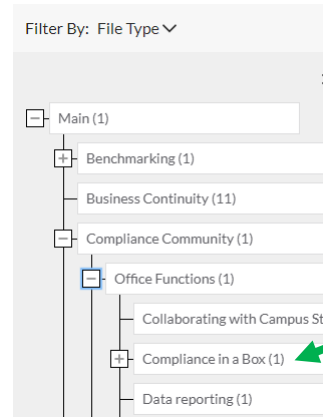 Filter By: File Type
Main (1)
Benchmarking (1)
Business Continuity (11)
Compliance Community (1)
Office Functions (1)
Collaborating with Campus St
Compliance in a Box (1)
Data reporting (1)